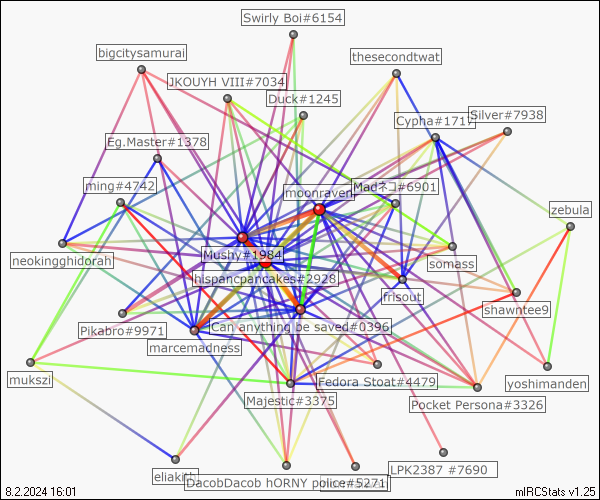 Swirly Boi#6154
bigcitysamurai
thesecondtwat
JKOUYH VIII#7034
Duck#1245
Cypha#1717
Silver#7938
Eg.Master#1378
ming#4742
moonraven
Madネコ#6901
zebula
neokingghidorah
Mushy#1984
somass
hispancpancakes#2928
frisout
shawntee9
Pikabro#9971
Can anything be saved#0396
marcemadness
mukszi
Fedora Stoat#4479
yoshimanden
Majestic#3375
Pocket Persona#3326
eliakith
DacobDacob hORNY police#5271
LPK2387 #7690
8.2.2024 16:01
mIRCStats v1.25